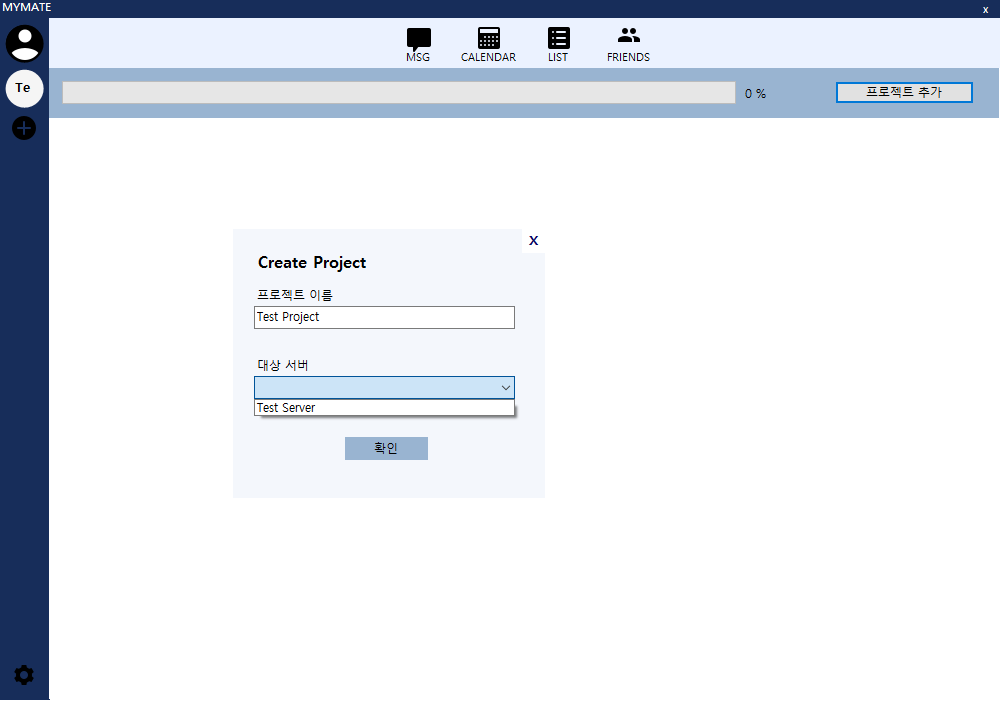 MYMATE
x
MSG
CALENDAR
LIST
FRIENDS
Te
0 %
프로젝트 추가
X
Create Project
프로젝트 이름
Test Project
대상 서버
Test Server
확인